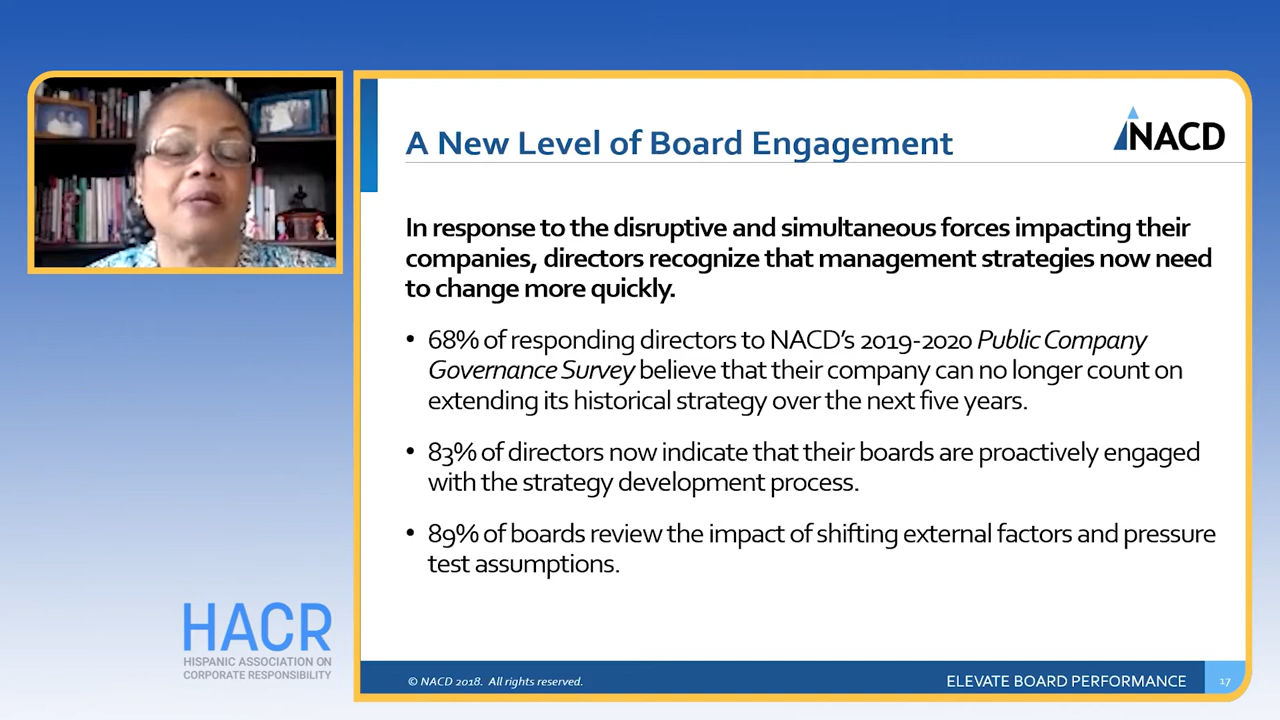 A New Level of Board Engagement
NACD
In response to the disruptive and simultaneous forces impacting their
companies, directors recognize that management strategies now need
to change more quickly.
• 68% of responding directors to NACD’s 2019-2020 Public Company
Governance Survey believe that their company can no longer count on
extending its historical strategy over the next five years.
• 83% of directors now indicate that their boards are proactively engaged
with the strategy development process.
• 89% of boards review the impact of shifting external factors and pressure
test assumptions.
HACR
HISPANIC ASSOCIATION ON
CORPORATE RESPONSIBILITY
© NACD 2018. All rights reserved.
ELEVATE BOARD PERFORMANCE
17